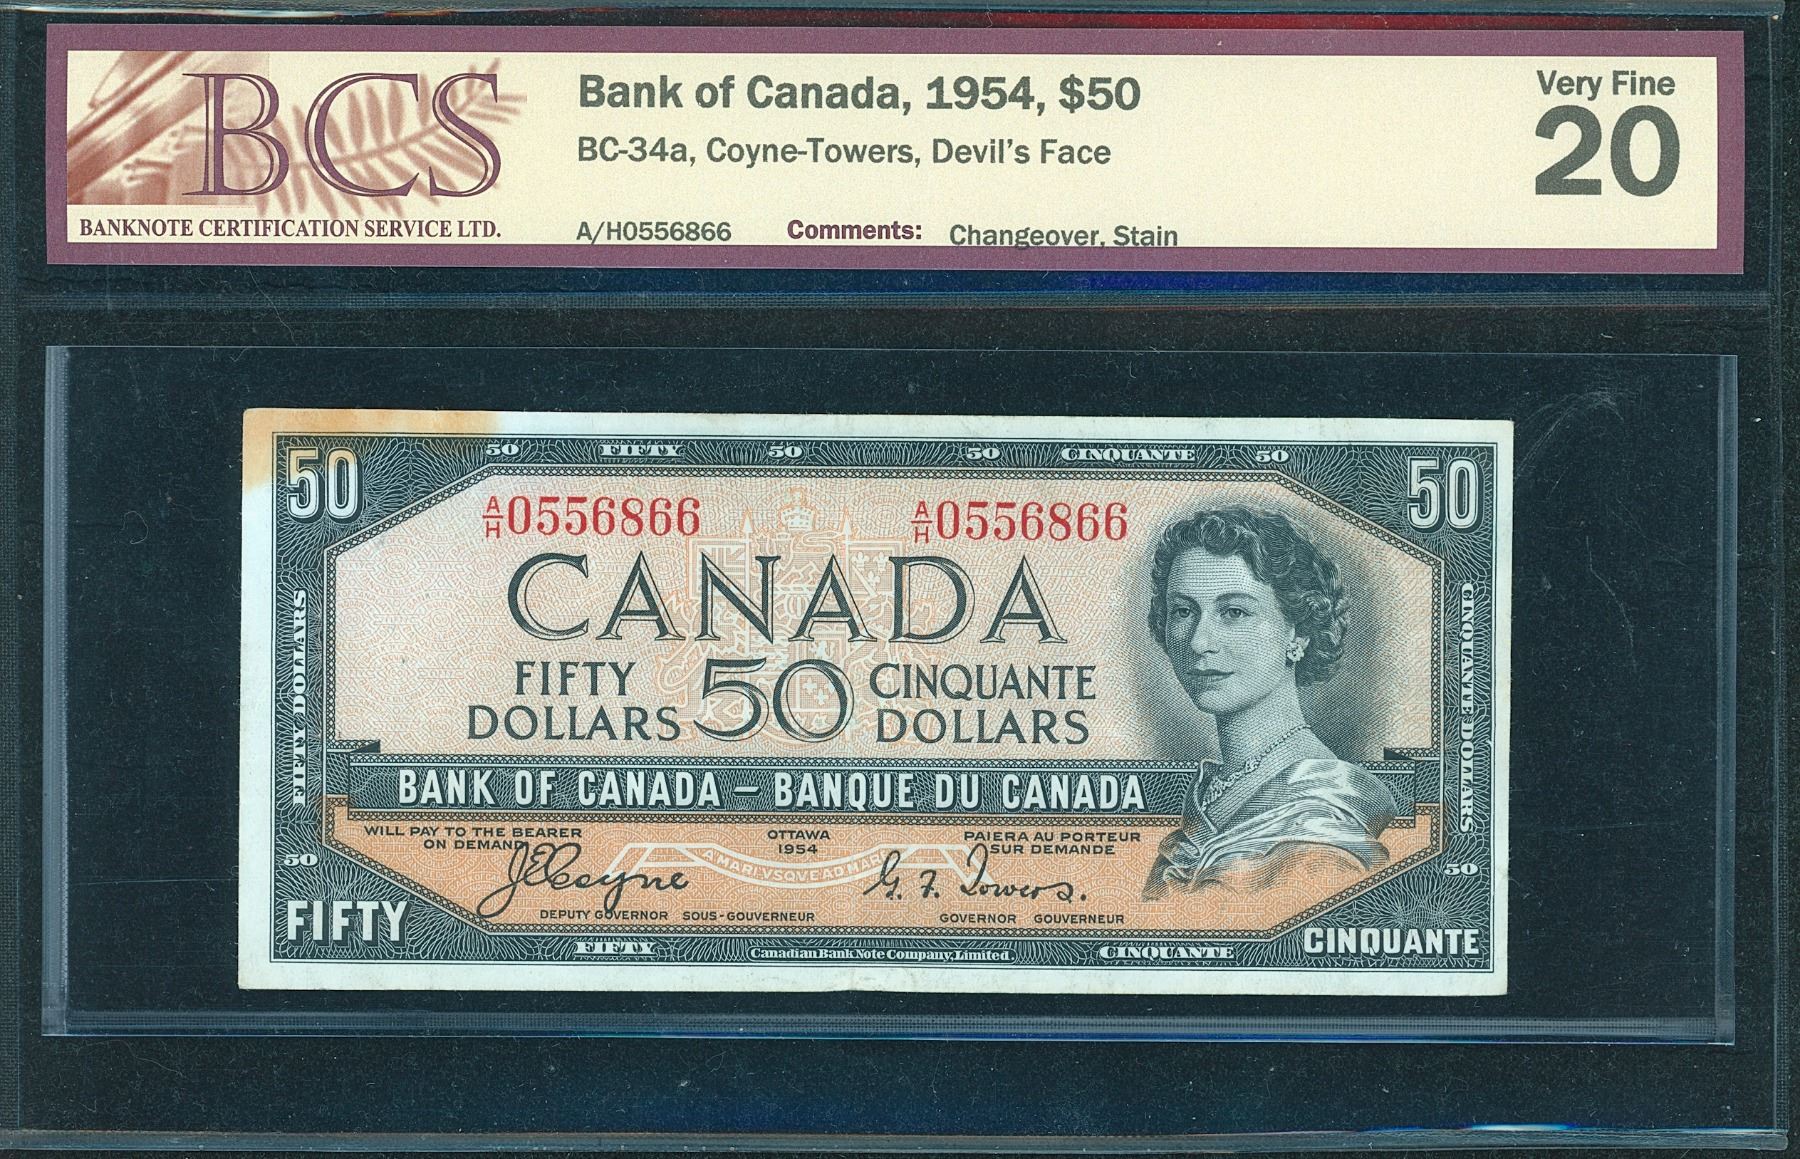 BCS
BANKNOTE CERTIFICATION SERVICE LTD.
Bank of Canada, 1954, $50
BC-34a, Coyne-Towers, Devil's Face
A/H0556866 Comments: Changeover, Stain
Very Fine
20
50 FIFTY 50 50 CINQUANTE 50
50 50
A/H0556866 A/H0556866
CANADA
FIFTY DOLLARS
FIFTY
DOLLARS
50
CINQUANTE
DOLLARS
CINQUANTE DOLLARS
BANK OF CANADA – BANQUE DU CANADA
WILL PAY TO THE BEARER
ON DEMAND
OTTAWA
1954
PAIERA AU PORTEUR
SUR DEMANDE
A MARI VSQVE AD MARE
50 50
J E Coyne
G. F. Towers.
DEPUTY GOVERNOR SOUS-GOUVERNEUR
GOVERNOR GOUVERNEUR
FIFTY CINQUANTE
FIFTY Canadian Bank Note Company, Limited CINQUANTE